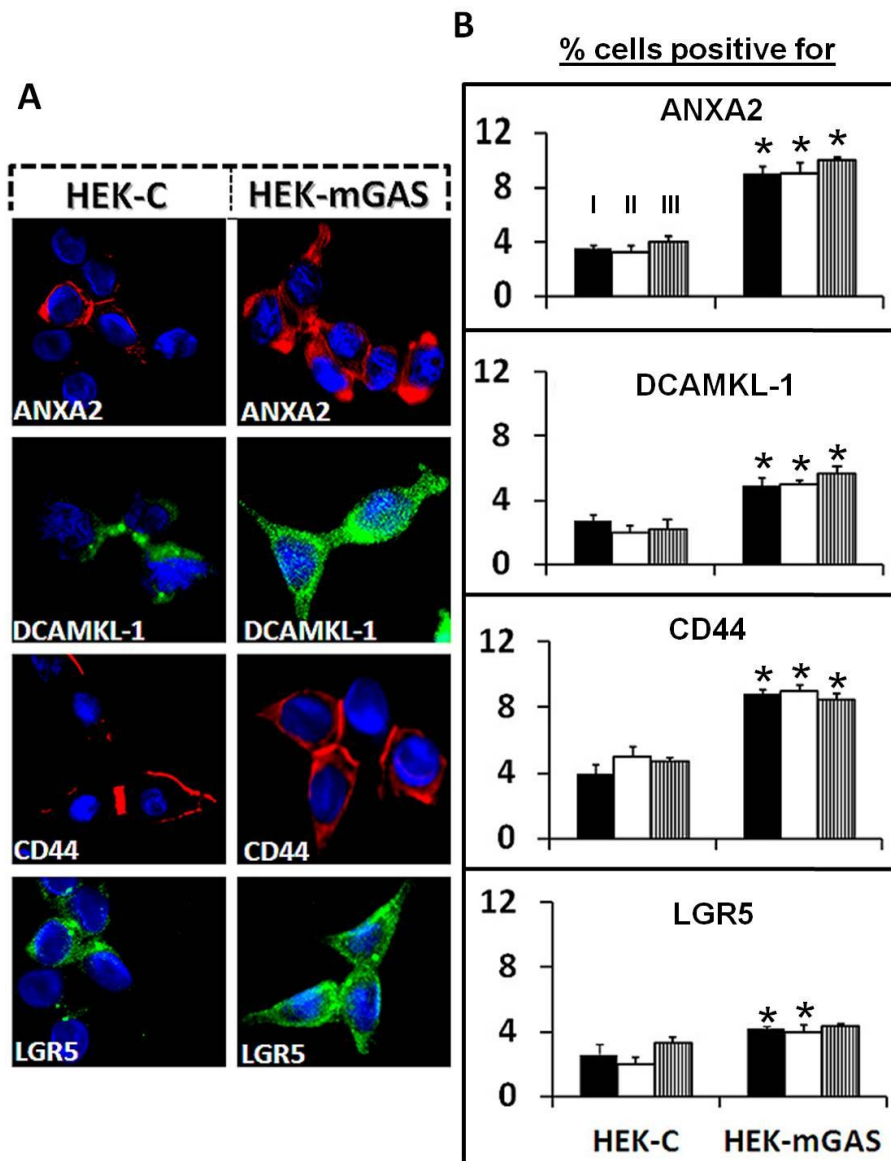 A
HEK-C HEK-mGAS
ANXA2 ANXA2
DCAMKL-1 DCAMKL-1
CD44 CD44
LGR5 LGR5
B
% cells positive for
ANXA2
12
8
4
0
I II III
* * *
DCAMKL-1
12
8
4
0
* * *
CD44
12
8
4
0
* * *
LGR5
12
8
4
0
* *
HEK-C HEK-mGAS